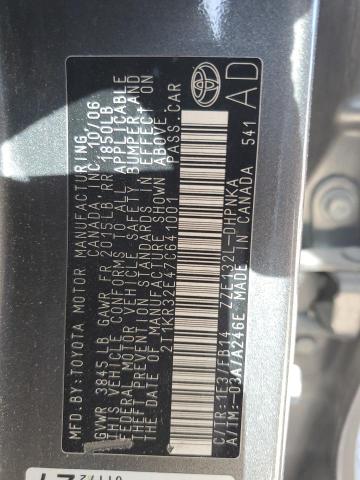 MFD.BY:TOYOTA MOTOR MANUFACTURING
CANADA, INC. 10/06
GVWR 3845 LB GAWR FR 2015LB RR 1850LB
THIS VEHICLE CONFORMS TO ALL APPLICABLE
FEDERAL MOTOR VEHICLE SAFETY BUMPER AND
THEFT PREVENTION STANDARDS IN EFFECT ON
THE DATE OF MANUFACTURE SHOWN ABOVE.
2T1KR32E47C641001 PASS.CAR
C/TR:1F3/FB14 ZZE132L-DHPNKA
A/TM:-03A/A246E MADE IN CANADA 541
AD